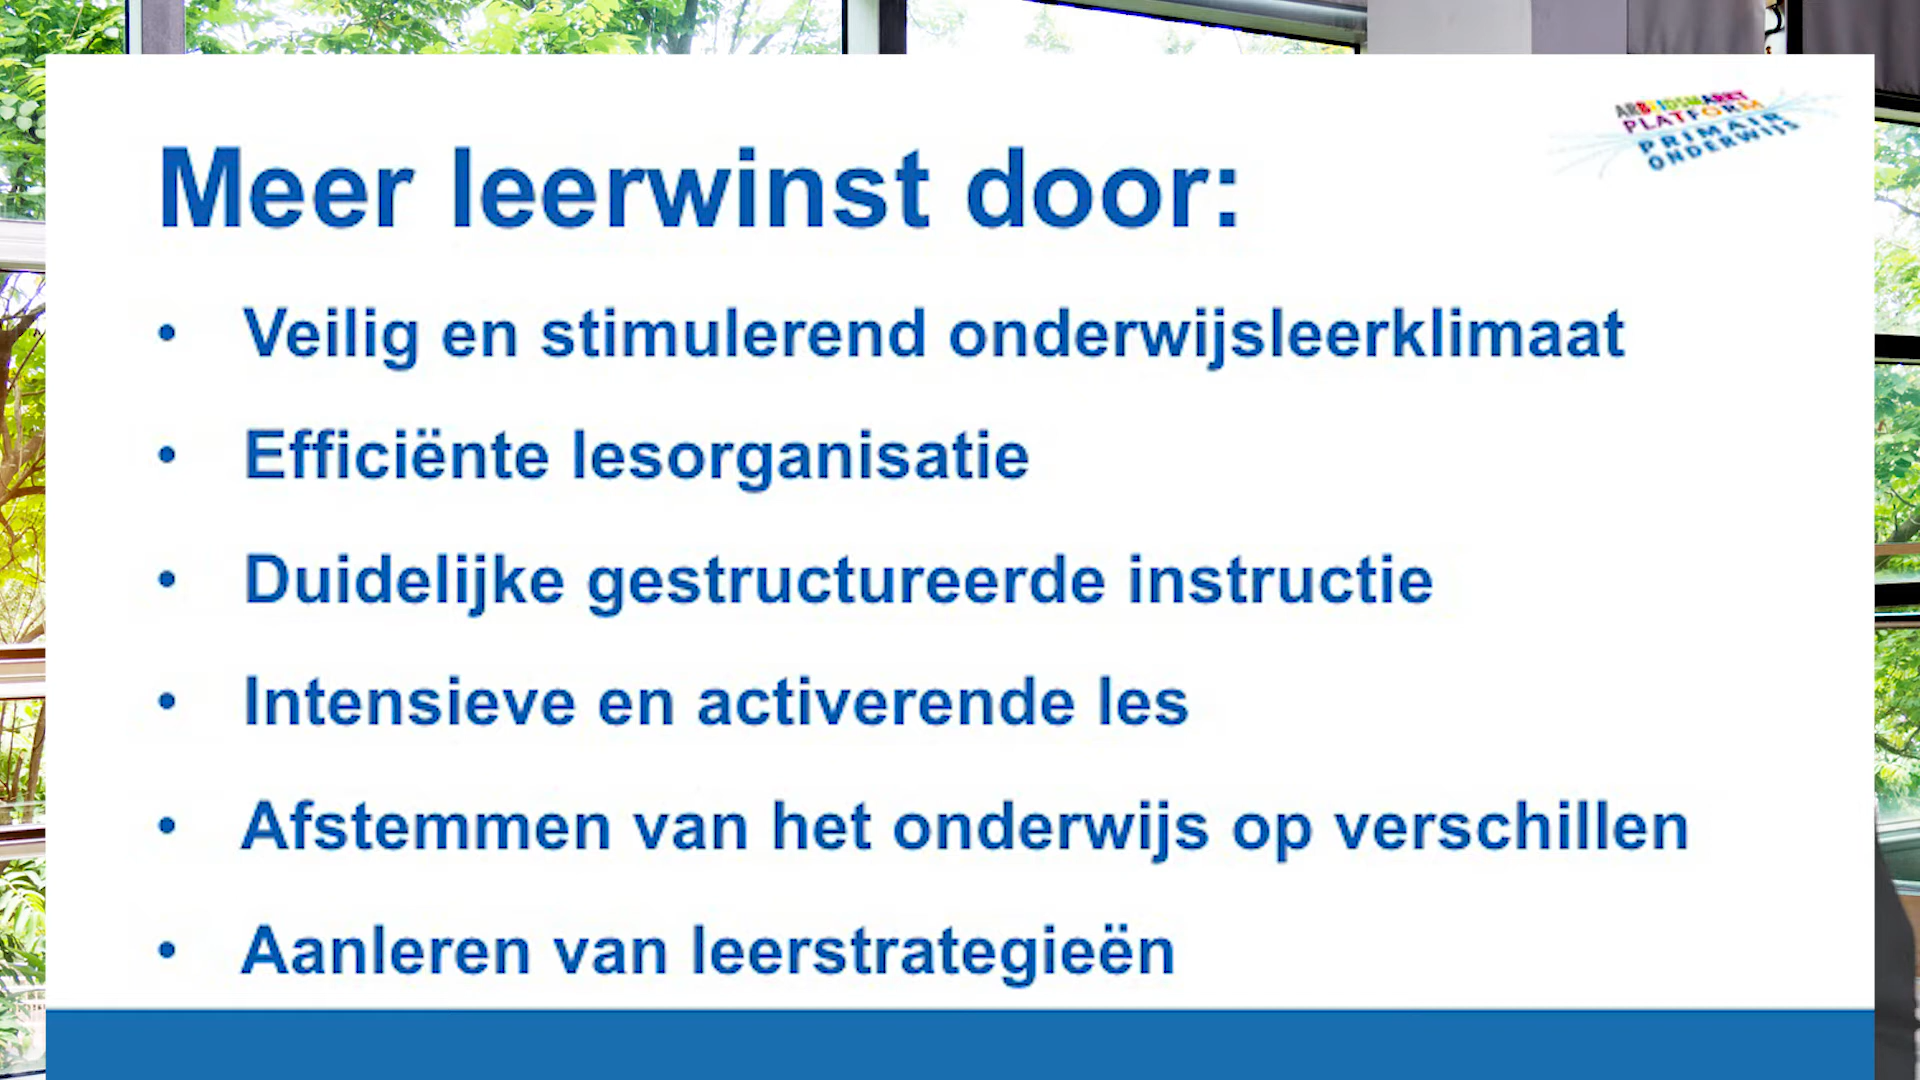 ARBEIDSMARKT
PLATFORM
PRIMAIR
ONDERWIJS
Meer leerwinst door:
• Veilig en stimulerend onderwijsleerklimaat
• Efficiënte lesorganisatie
• Duidelijke gestructureerde instructie
• Intensieve en activerende les
• Afstemmen van het onderwijs op verschillen
• Aanleren van leerstrategieën